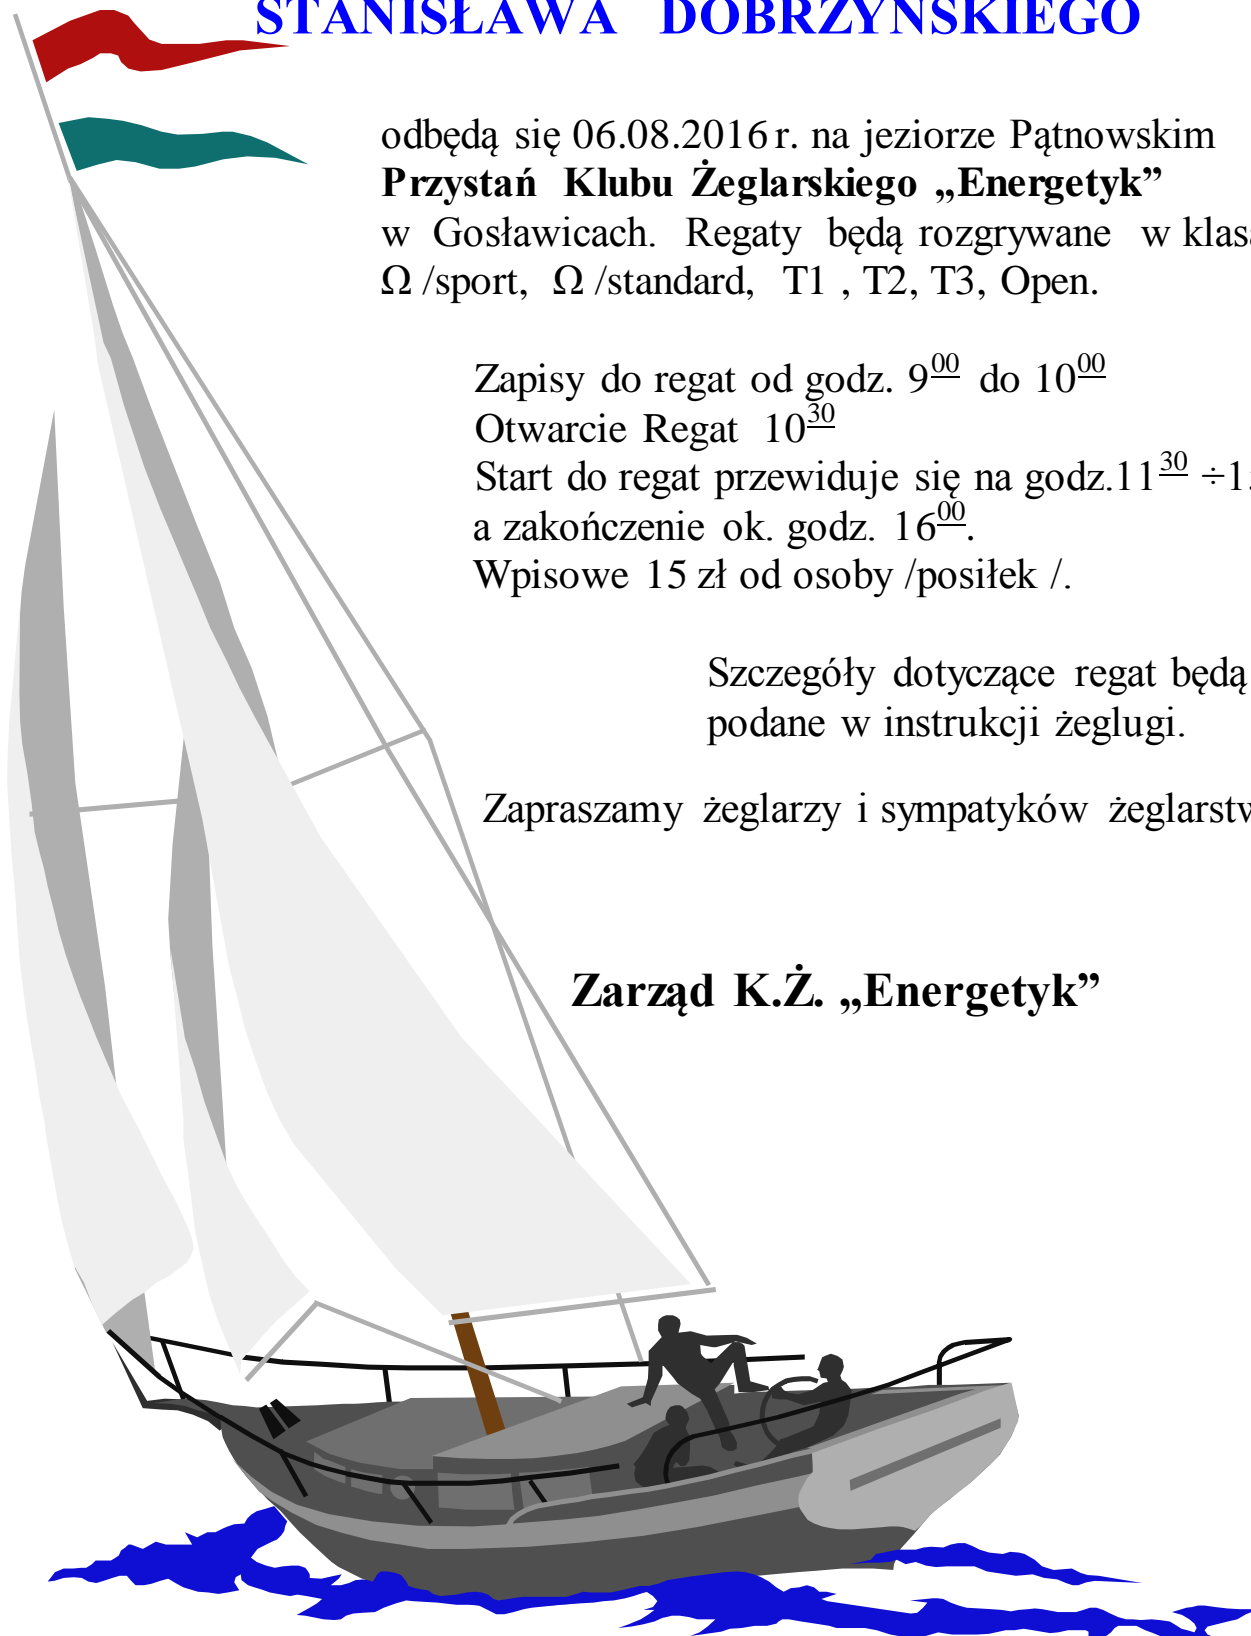 STANISŁAWA DOBRZYŃSKIEGO
odbędą się 06.08.2016 r. na jeziorze Pątnowskim
Przystań Klubu Żeglarskiego „Energetyk”
w Gosławicach. Regaty będą rozgrywane w
Ω /sport, Ω /standard, T1 , T2, T3, Open.
Zapisy do regat od godz. 900 do 1000
Otwarcie Regat 1030
Start do regat przewiduje się na godz.1130 ÷
a zakończenie ok. godz. 1600.
Wpisowe 15 zł od osoby /posiłek /.
Szczegóły dotyczące regat będą
podane w instrukcji żeglugi.
Zapraszamy żeglarzy i sympatyków
Zarząd K.Ż. „Energetyk”